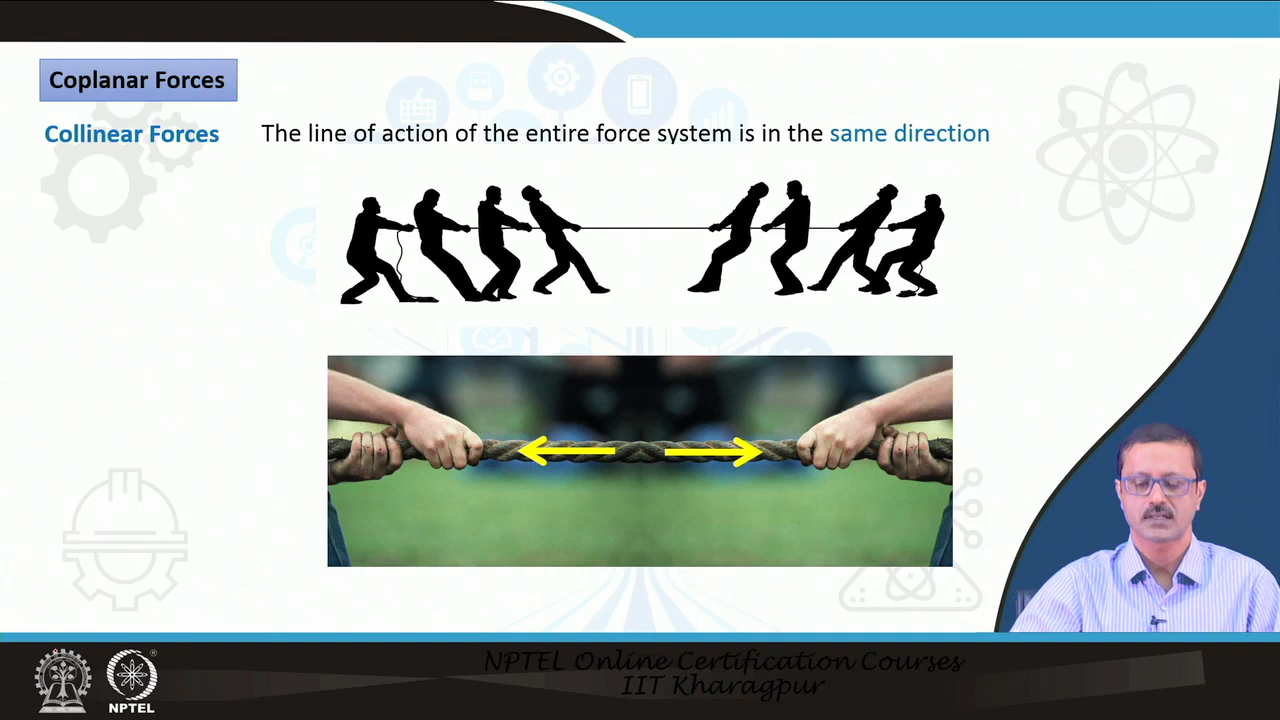 Coplanar Forces
Collinear Forces The line of action of the entire force system is in the same direction
NPTEL Online Certification Courses
IIT Kharagpur
NPTEL